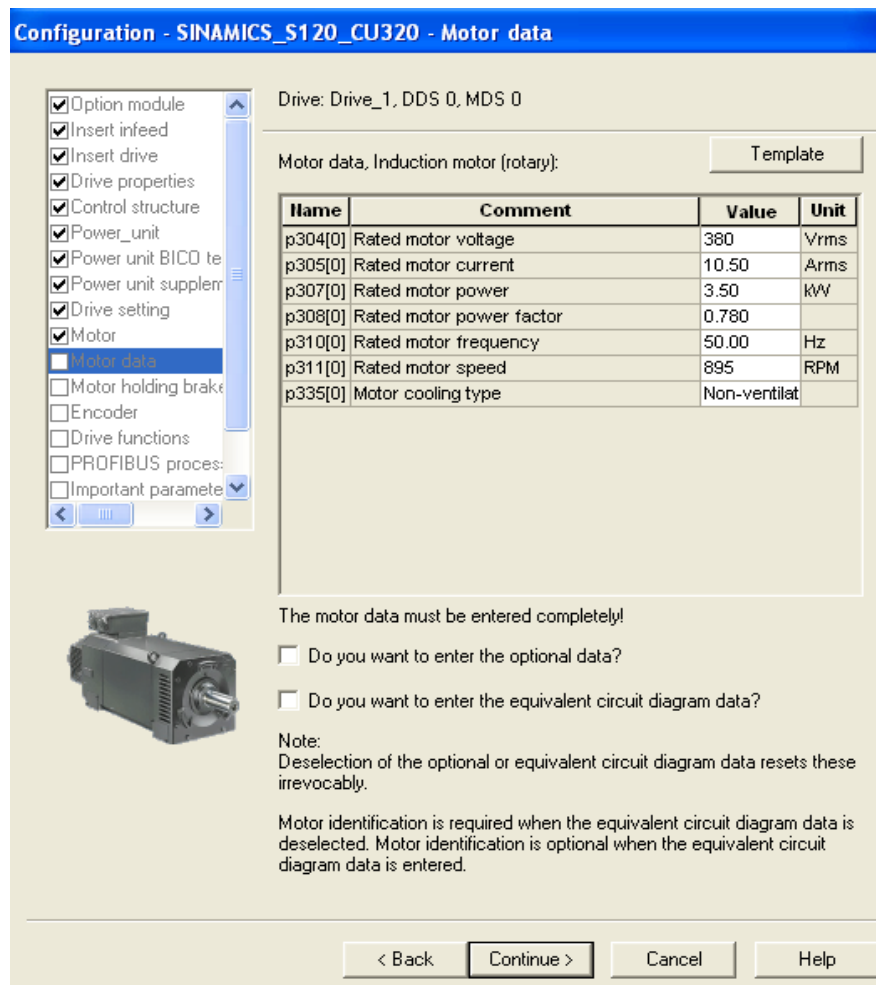 Configuration - SINAMICS_S120_CU320 - Motor data
Option module
Insert infeed
Insert drive
Drive properties
Control structure
Power_unit
Power unit BICO te
Power unit supplem
Drive setting
Motor
Motor data
Motor holding brake
Encoder
Drive functions
PROFIBUS proces
Important paramete
Drive: Drive_1, DDS 0, MDS 0
Motor data, Induction motor (rotary):
Template
Name Comment Value Unit
p304[0] Rated motor voltage 380 Vrms
p305[0] Rated motor current 10.50 Arms
p307[0] Rated motor power 3.50 kW
p308[0] Rated motor power factor 0.780
p310[0] Rated motor frequency 50.00 Hz
p311[0] Rated motor speed 895 RPM
p335[0] Motor cooling type Non-ventilat
The motor data must be entered completely!
Do you want to enter the optional data?
Do you want to enter the equivalent circuit diagram data?
Note:
Deselection of the optional or equivalent circuit diagram data resets these
irrevocably.
Motor identification is required when the equivalent circuit diagram data is
deselected. Motor identification is optional when the equivalent circuit
diagram data is entered.
< Back
Continue >
Cancel
Help